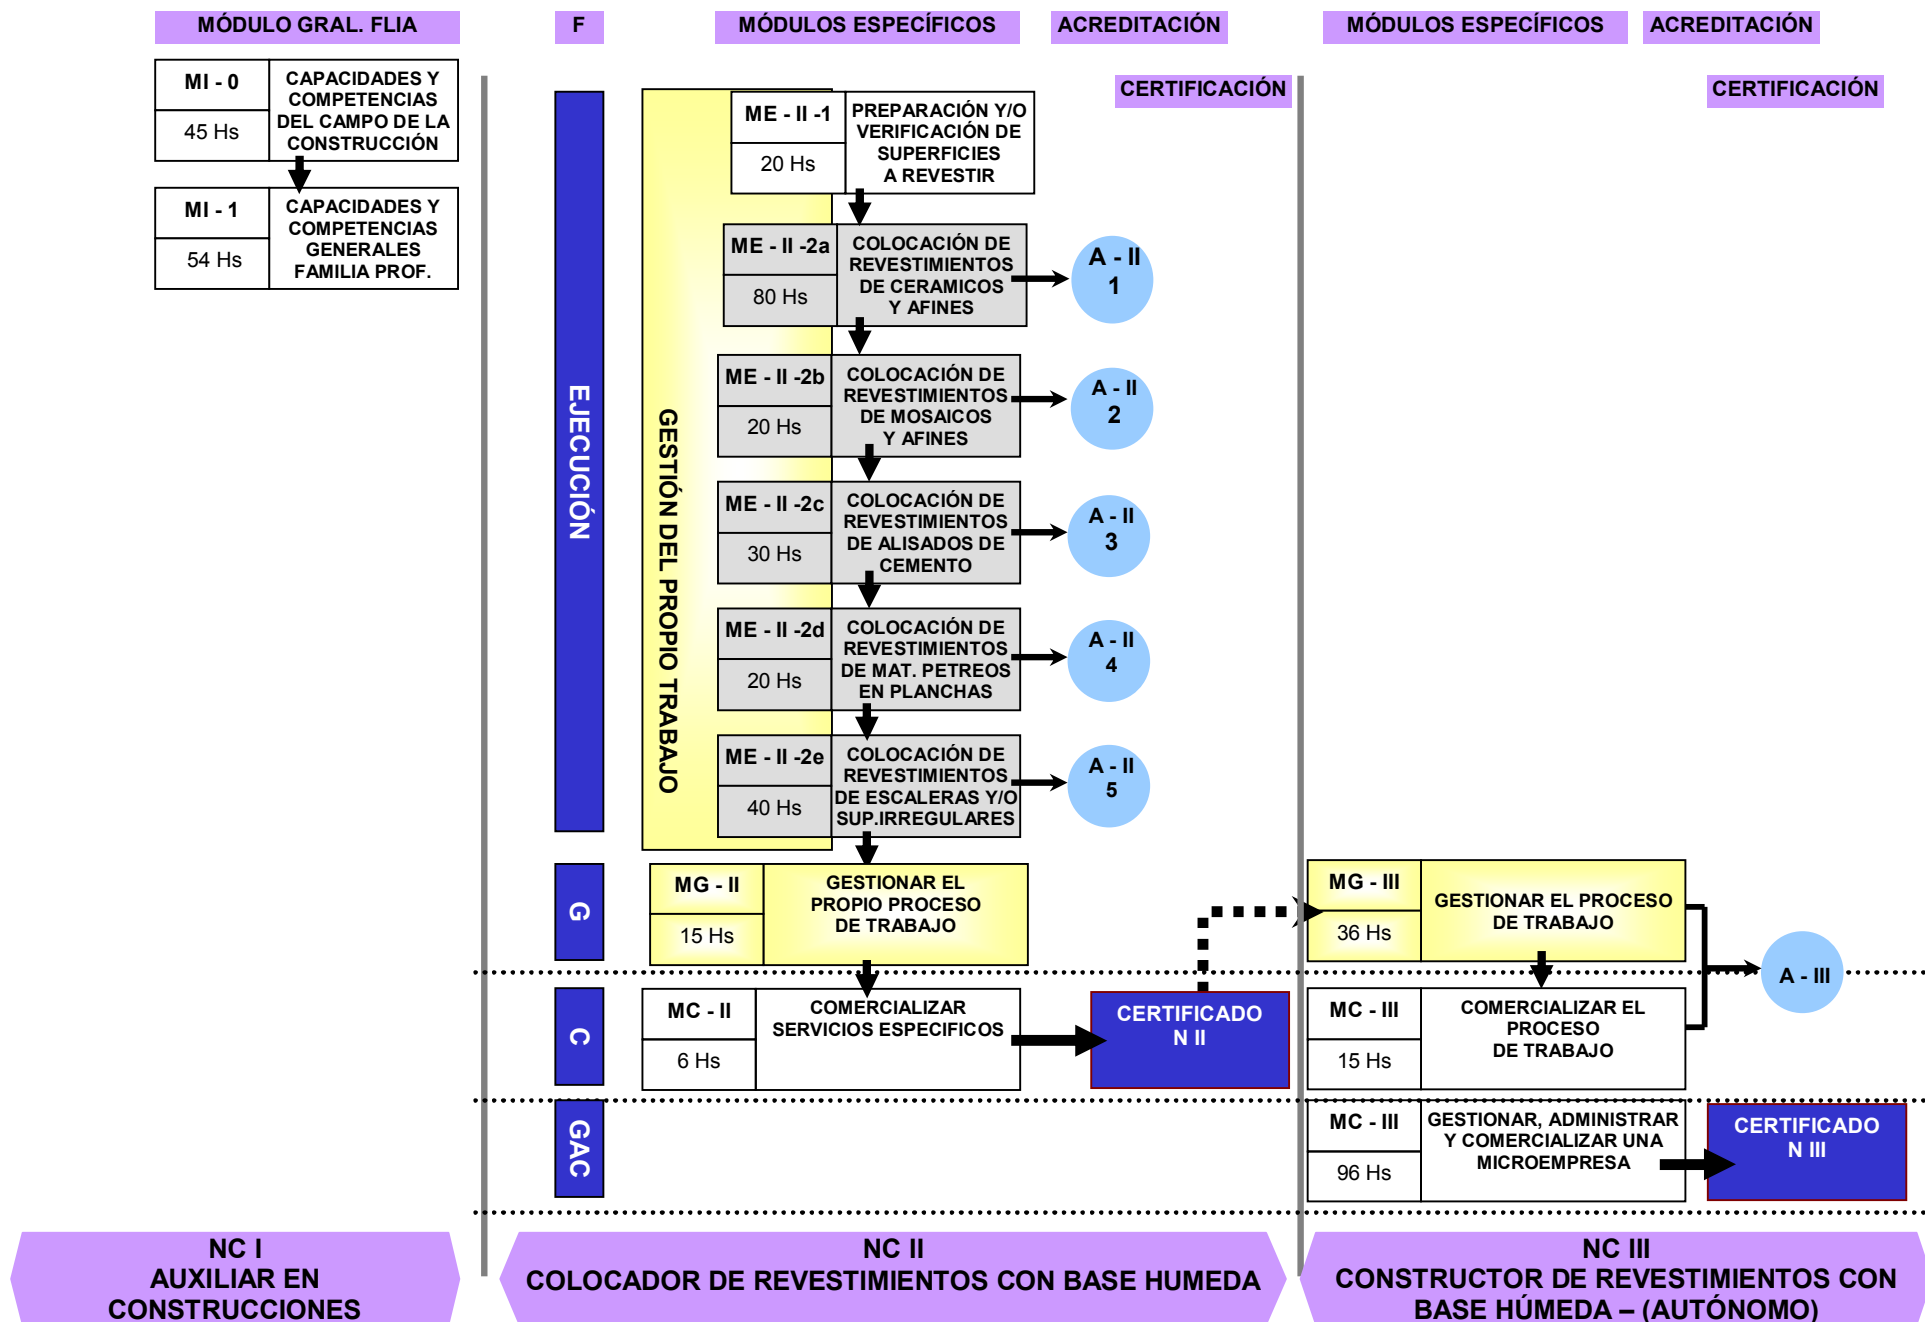 MÓDULO GRAL. FLIA
F
MÓDULOS ESPECÍFICOS
ACREDITACIÓN
MÓDULOS ESPECÍFICOS
ACREDITACIÓN
CERTIFICACIÓN
CERTIFICACIÓN
MI - 0
45 Hs
CAPACIDADES Y
COMPETENCIAS
DEL CAMPO DE LA
CONSTRUCCIÓN
MI - 1
54 Hs
CAPACIDADES Y
COMPETENCIAS
GENERALES
FAMILIA PROF.
EJECUCIÓN
GESTIÓN DEL PROPIO TRABAJO
ME - II -1
20 Hs
PREPARACIÓN Y/O
VERIFICACIÓN DE
SUPERFICIES
A REVESTIR
ME - II -2a
80 Hs
COLOCACIÓN DE
REVESTIMIENTOS
DE CERAMICOS
Y AFINES
A - II
1
ME - II -2b
20 Hs
COLOCACIÓN DE
REVESTIMIENTOS
DE MOSAICOS
Y AFINES
A - II
2
ME - II -2c
30 Hs
COLOCACIÓN DE
REVESTIMIENTOS
DE ALISADOS DE
CEMENTO
A - II
3
ME - II -2d
20 Hs
COLOCACIÓN DE
REVESTIMIENTOS
DE MAT. PETREOS
EN PLANCHAS
A - II
4
ME - II -2e
40 Hs
COLOCACIÓN DE
REVESTIMIENTOS
DE ESCALERAS Y/O
SUP.IRREGULARES
A - II
5
G
MG - II
15 Hs
GESTIONAR EL
PROPIO PROCESO
DE TRABAJO
MG - III
36 Hs
GESTIONAR EL PROCESO
DE TRABAJO
A - III
C
MC - II
6 Hs
COMERCIALIZAR
SERVICIOS ESPECIFICOS
CERTIFICADO
N II
MC - III
15 Hs
COMERCIALIZAR EL
PROCESO
DE TRABAJO
GAC
MC - III
96 Hs
GESTIONAR, ADMINISTRAR
Y COMERCIALIZAR UNA
MICROEMPRESA
CERTIFICADO
N III
NC I
AUXILIAR EN
CONSTRUCCIONES
NC II
COLOCADOR DE REVESTIMIENTOS CON BASE HUMEDA
NC III
CONSTRUCTOR DE REVESTIMIENTOS CON
BASE HÚMEDA – (AUTÓNOMO)